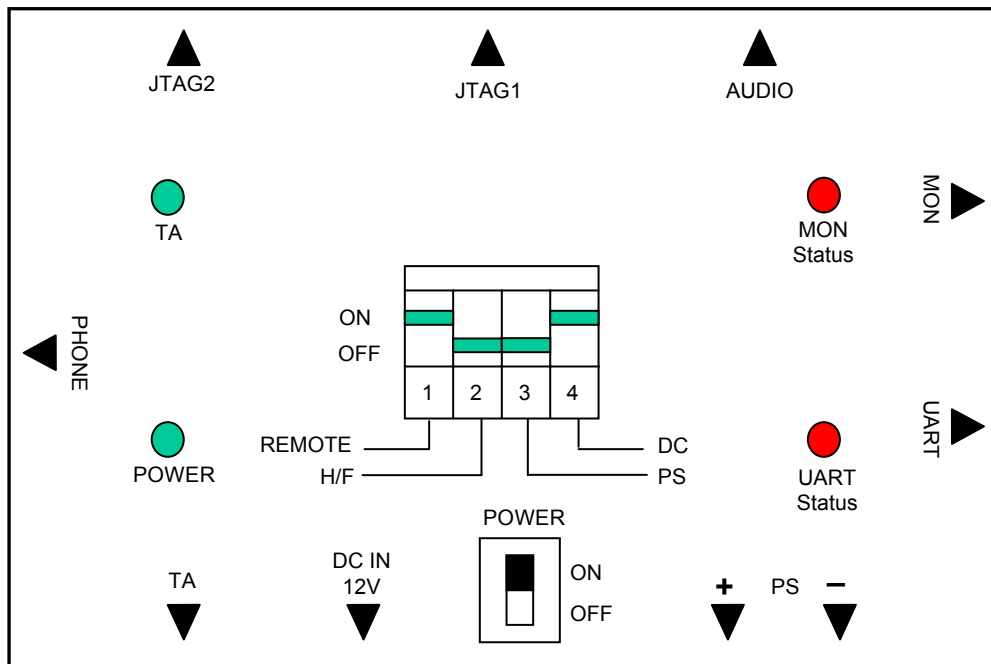 JTAG2
JTAG1
AUDIO
TA
MON
Status
MON
PHONE
ON
OFF
1 2 3 4
REMOTE
H/F
DC
PS
POWER
UART
Status
UART
POWER
ON
OFF
TA
DC IN
12V
+ PS −